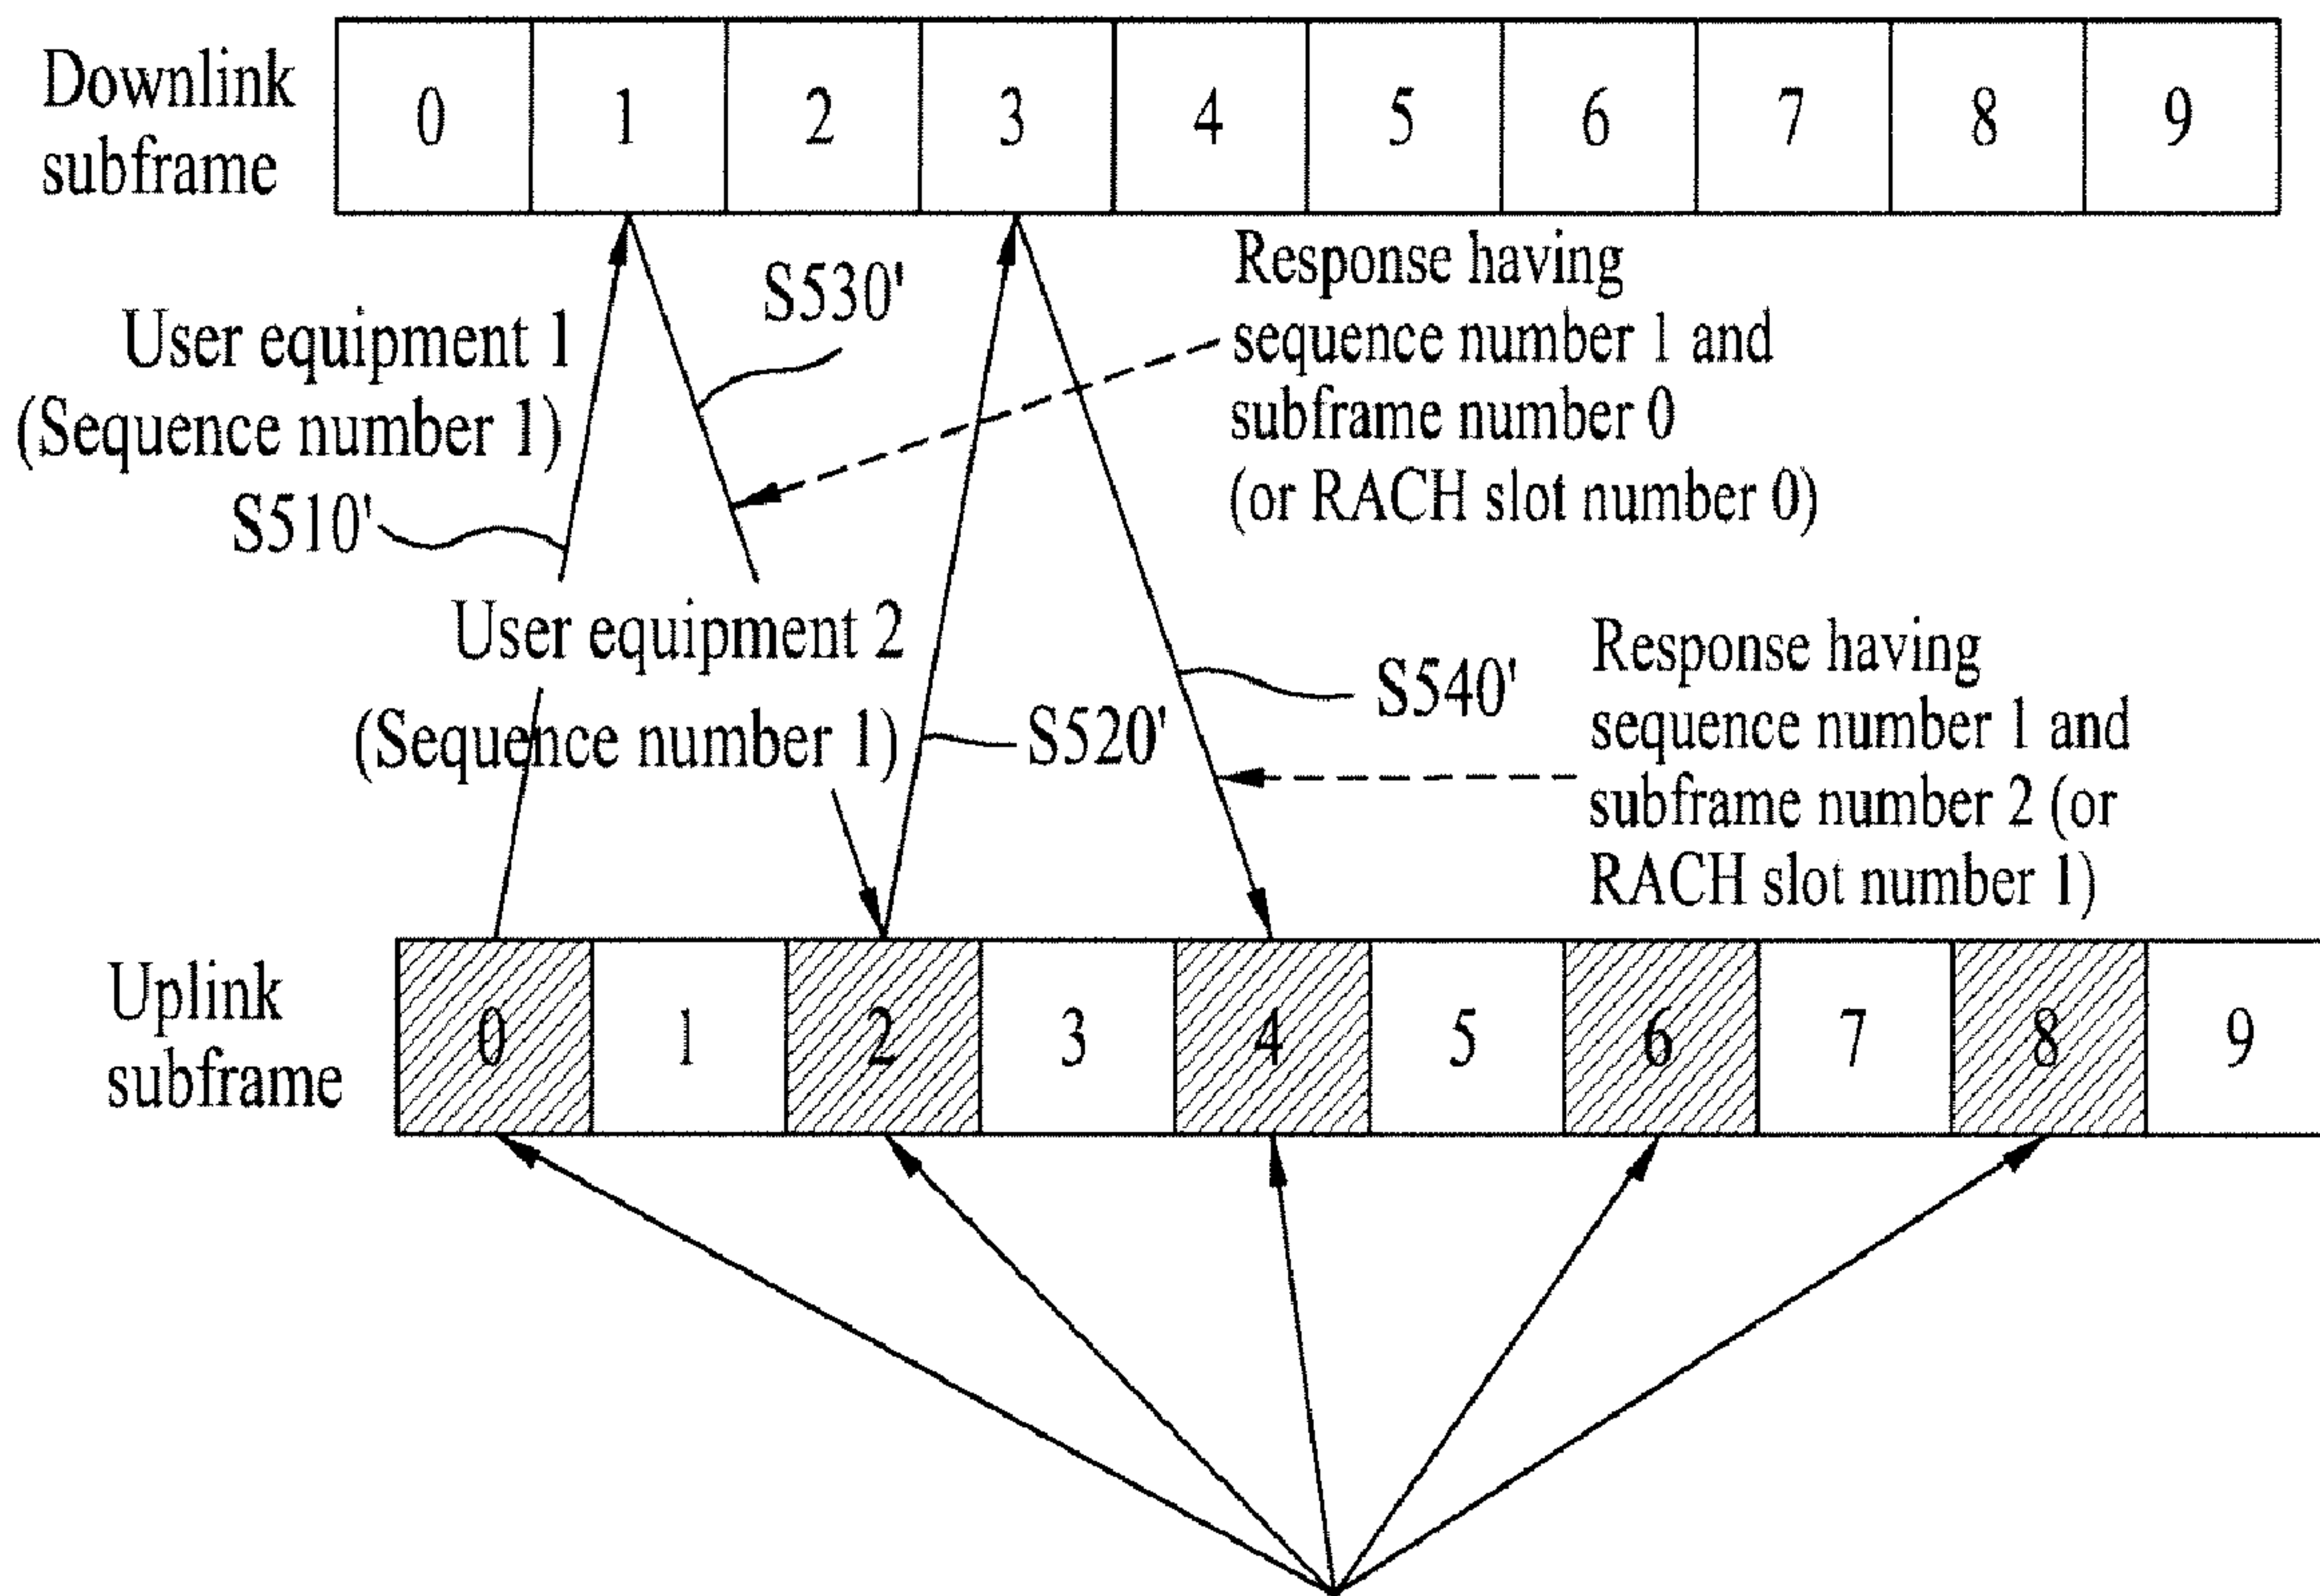 Downlink
subframe
0 1 2 3 4 5 6 7 8 9
S530'
User equipment 1
(Sequence number 1)
S510'
Response having
sequence number 1 and
subframe number 0
(or RACH slot number 0)
User equipment 2
(Sequence number 1)
S520'
S540'
Response having
sequence number 1 and
subframe number 2 (or
RACH slot number 1)
Uplink
subframe
0 1 2 3 4 5 6 7 8 9